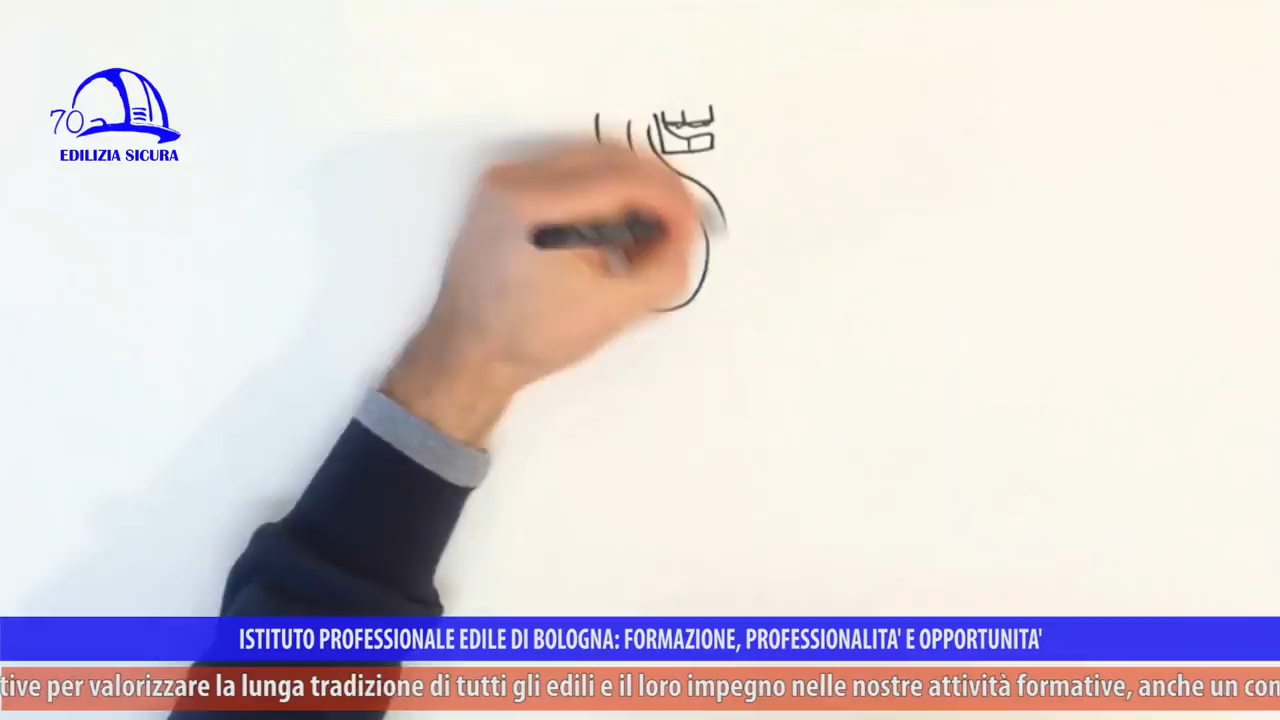 70
EDILIZIA SICURA
ISTITUTO PROFESSIONALE EDILE DI BOLOGNA: FORMAZIONE, PROFESSIONALITA' E OPPORTUNITA'
tive per valorizzare la lunga tradizione di tutti gli edili e il loro impegno nelle nostre attività formative, anche un con